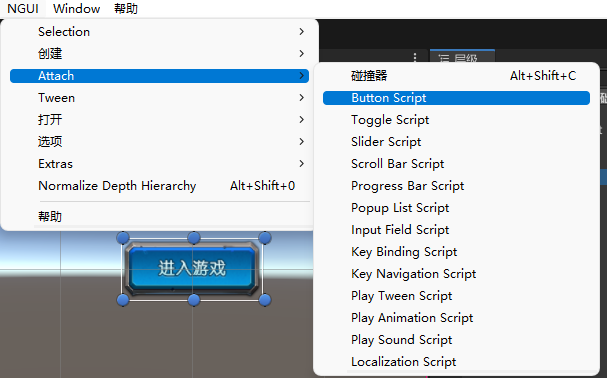 NGUI Window 帮助
Selection
创建
Attach
Tween
打开
选项
Extras
Normalize Depth Hierarchy Alt+Shift+0
帮助
层级
碰撞器 Alt+Shift+C
Button Script
Toggle Script
Slider Script
Scroll Bar Script
Progress Bar Script
Popup List Script
Input Field Script
Key Binding Script
Key Navigation Script
Play Tween Script
Play Animation Script
Play Sound Script
Localization Script
进入游戏